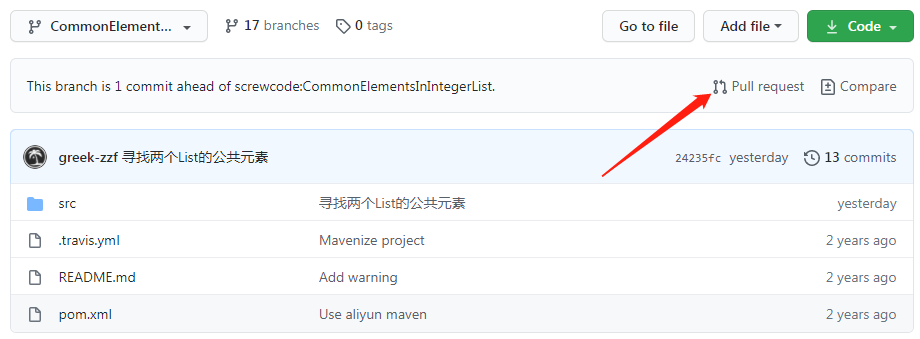 CommonElement... 17 branches 0 tags Go to file Add file Code
This branch is 1 commit ahead of screwcode:CommonElementsInIntegerList. Pull request Compare
greek-zzf 寻找两个List的公共元素 24235fc yesterday 13 commits
src 寻找两个List的公共元素 yesterday
.travis.yml Mavenize project 2 years ago
README.md Add warning 2 years ago
pom.xml Use aliyun maven 2 years ago